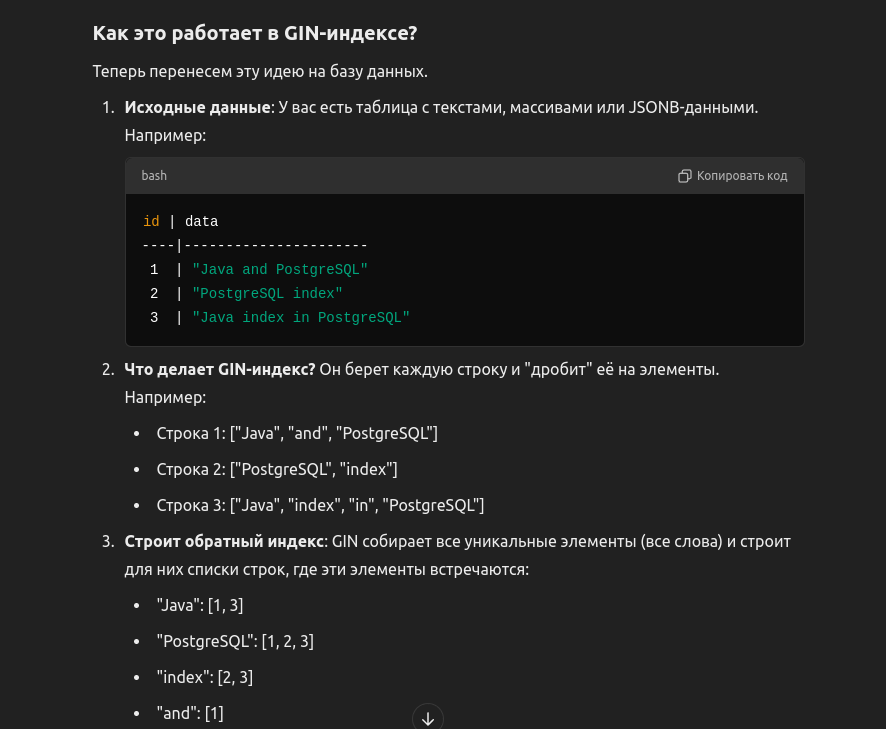 Как это работает в GIN-индексе?
Теперь перенесем эту идею на базу данных.
1. Исходные данные: У вас есть таблица с текстами, массивами или JSONB-данными.
Например:
bash
Копировать код
id | data
----|----------------------
1 | "Java and PostgreSQL"
2 | "PostgreSQL index"
3 | "Java index in PostgreSQL"
2. Что делает GIN-индекс? Он берет каждую строку и "дробит" её на элементы.
Например:
• Строка 1: ["Java", "and", "PostgreSQL"]
• Строка 2: ["PostgreSQL", "index"]
• Строка 3: ["Java", "index", "in", "PostgreSQL"]
3. Строит обратный индекс: GIN собирает все уникальные элементы (все слова) и строит
для них списки строк, где эти элементы встречаются:
• "Java": [1, 3]
• "PostgreSQL": [1, 2, 3]
• "index": [2, 3]
• "and": [1]